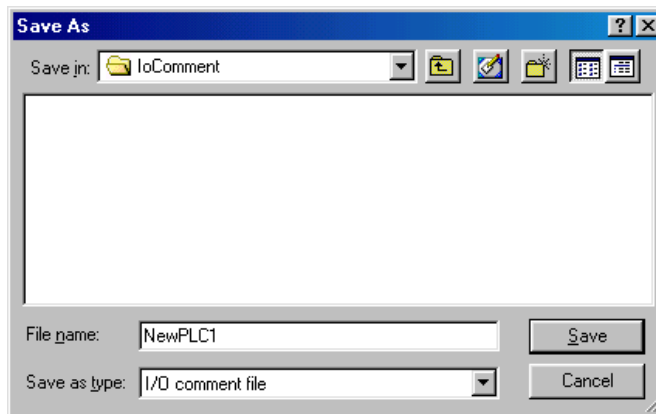 Save As
Save in: IoComment
File name: NewPLC1
Save
Save as type: I/O comment file
Cancel